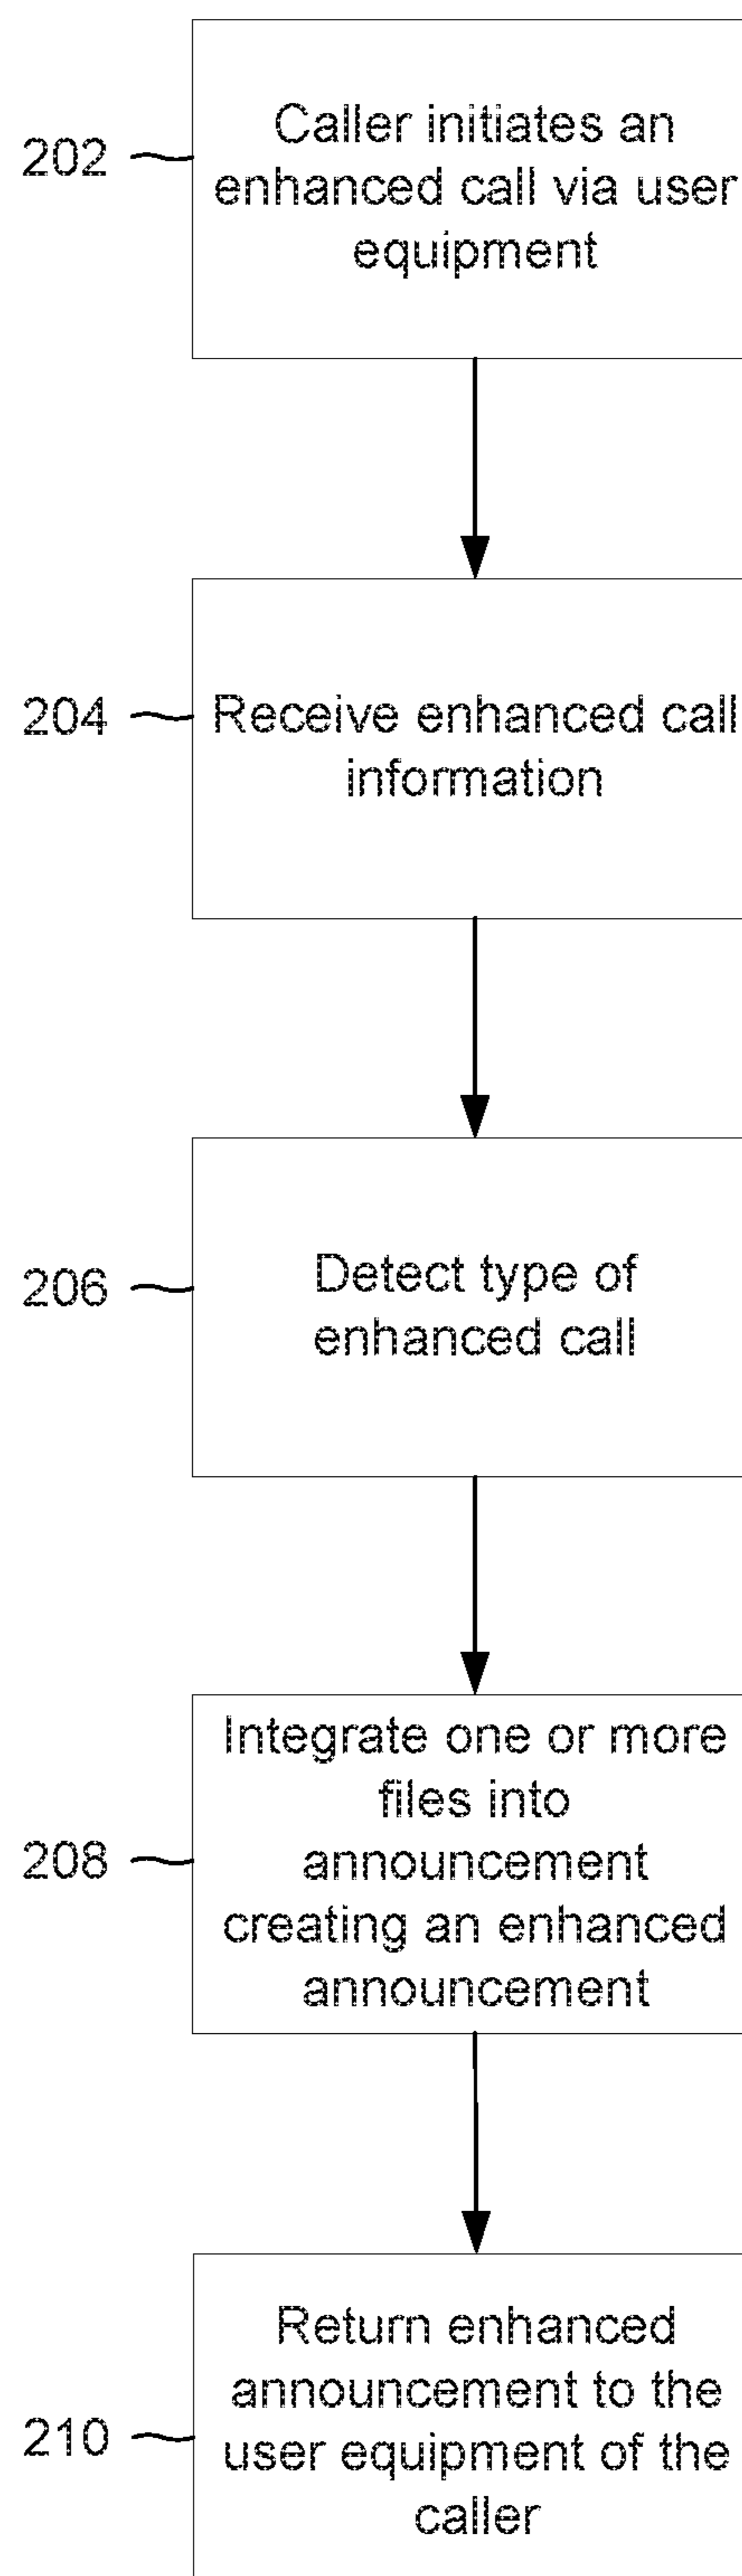 202
Caller initiates an
enhanced call via user
equipment
204
Receive enhanced call
information
206
Detect type of
enhanced call
208
Integrate one or more
files into
announcement
creating an enhanced
announcement
210
Return enhanced
announcement to the
user equipment of the
caller